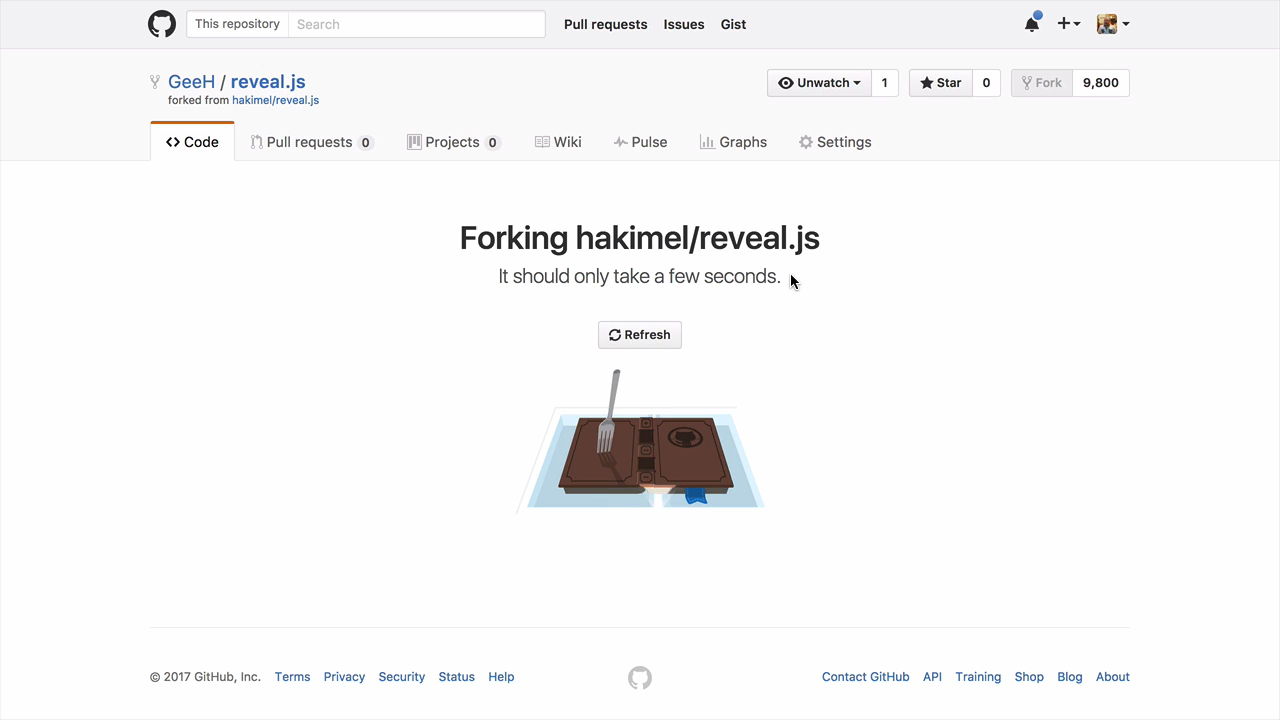 This repository Search Pull requests Issues Gist
GeeH / reveal.js Unwatch 1 Star 0 Fork 9,800
forked from hakimel/reveal.js
Code Pull requests 0 Projects 0 Wiki Pulse Graphs Settings
Forking hakimel/reveal.js
It should only take a few seconds.
Refresh
© 2017 GitHub, Inc. Terms Privacy Security Status Help Contact GitHub API Training Shop Blog About